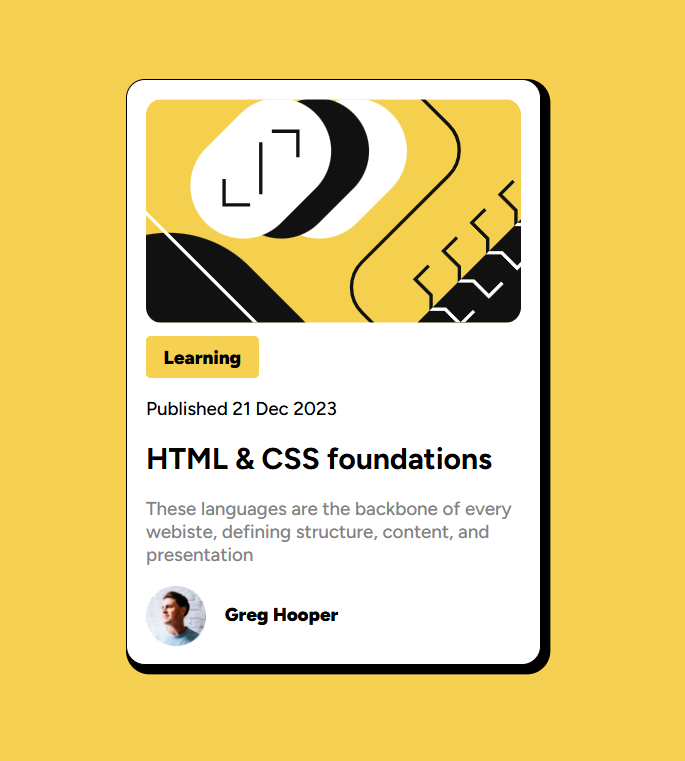 Learning
Published 21 Dec 2023
HTML & CSS foundations
These languages are the backbone of every
webiste, defining structure, content, and
presentation
Greg Hooper